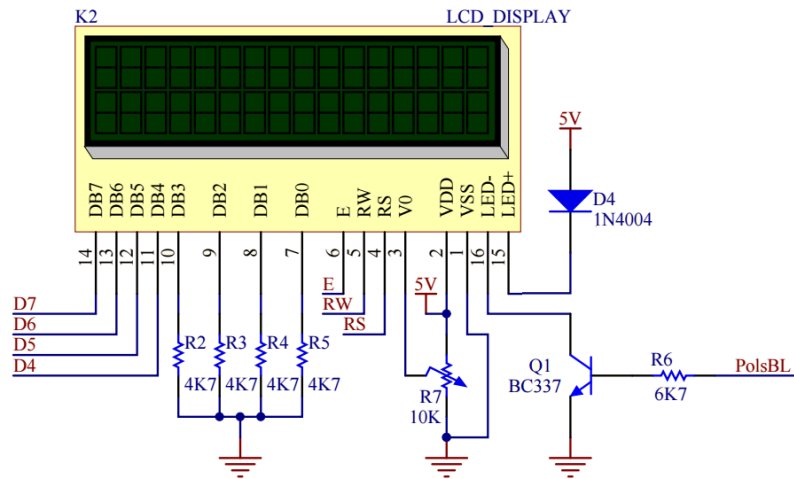 K2
LCD_DISPLAY
5V
DB7
DB6
DB5
DB4
DB3
DB2
DB1
DB0
E
RW
RS
V0
VDD
VSS
LED-
LED+
D4
1N4004
14
13
12
11
10
9
8
7
6
5
4
3
2
1
16
15
D7
D6
D5
D4
E
RW
RS
5V
R2
4K7
R3
4K7
R4
4K7
R5
4K7
R7
10K
Q1
BC337
R6
6K7
PolsBL